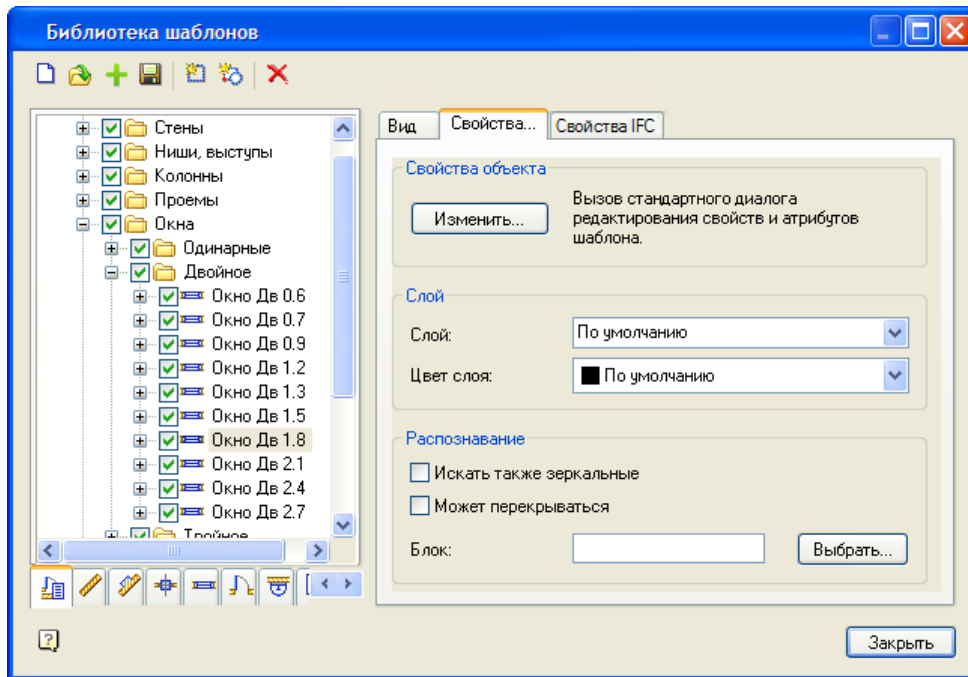 Библиотека шаблонов
Стены
Ниши, выступы
Колонны
Проемы
Окна
Одинарные
Двойное
Окно Дв 0.6
Окно Дв 0.7
Окно Дв 0.9
Окно Дв 1.2
Окно Дв 1.3
Окно Дв 1.5
Окно Дв 1.8
Окно Дв 2.1
Окно Дв 2.4
Окно Дв 2.7
Тройное
Вид
Свойства...
Свойства IFC
Свойства объекта
Изменить...
Вызов стандартного диалога
редактирования свойств и атрибутов
шаблона.
Слой
Слой:
По умолчанию
Цвет слоя:
По умолчанию
Распознавание
Искать также зеркальные
Может перекрываться
Блок:
Выбрать...
Закрыть